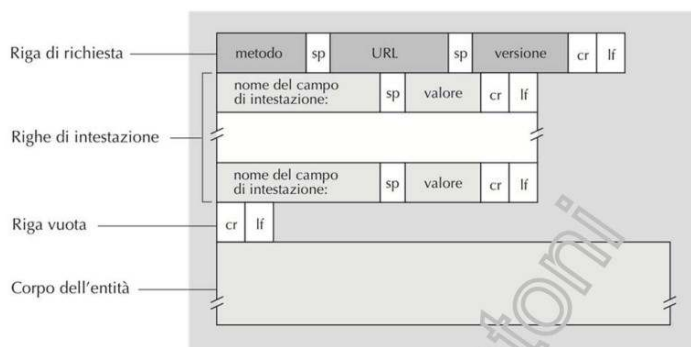 Riga di richiesta
metodo sp URL sp versione cr lf
nome del campo
di intestazione: sp valore cr lf
Righe di intestazione
nome del campo
di intestazione: sp valore cr lf
Riga vuota
cr lf
Corpo dell'entità
toni